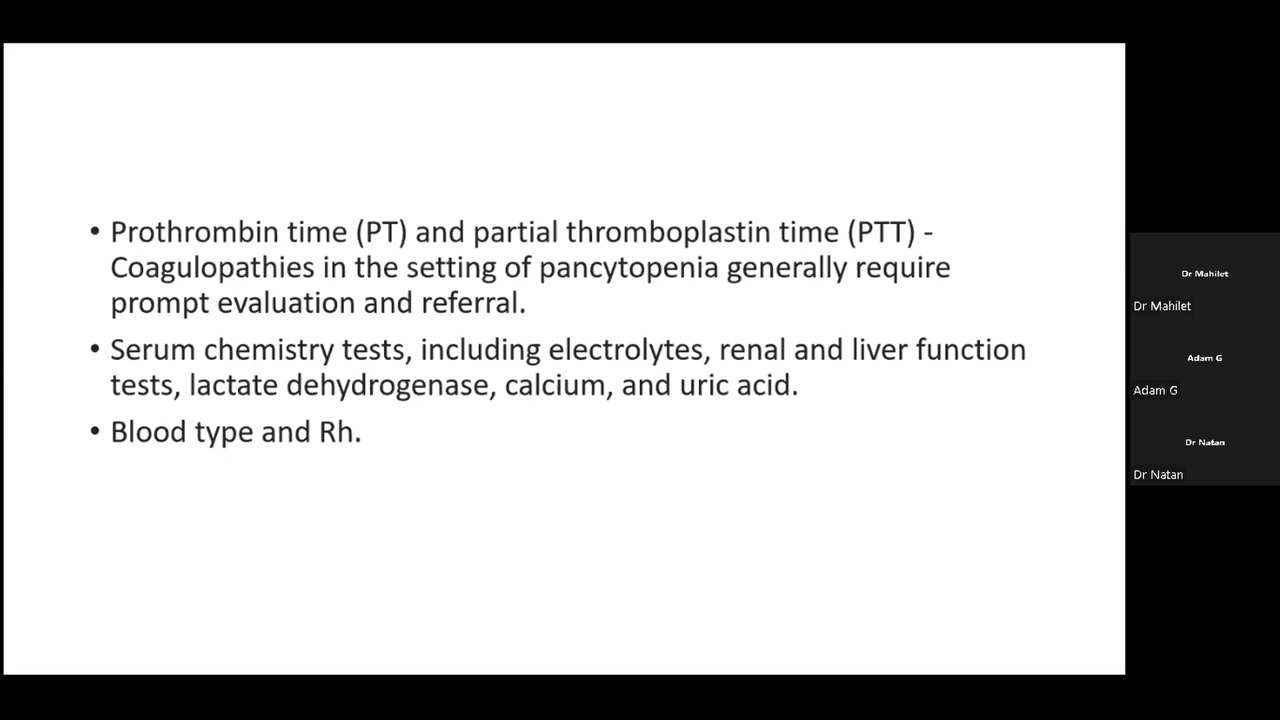 • Prothrombin time (PT) and partial thromboplastin time (PTT) -
Coagulopathies in the setting of pancytopenia generally require
prompt evaluation and referral.
• Serum chemistry tests, including electrolytes, renal and liver function
tests, lactate dehydrogenase, calcium, and uric acid.
• Blood type and Rh.
Dr Mahilet
Dr Mahilet
Adam G
Adam G
Dr Natan
Dr Natan